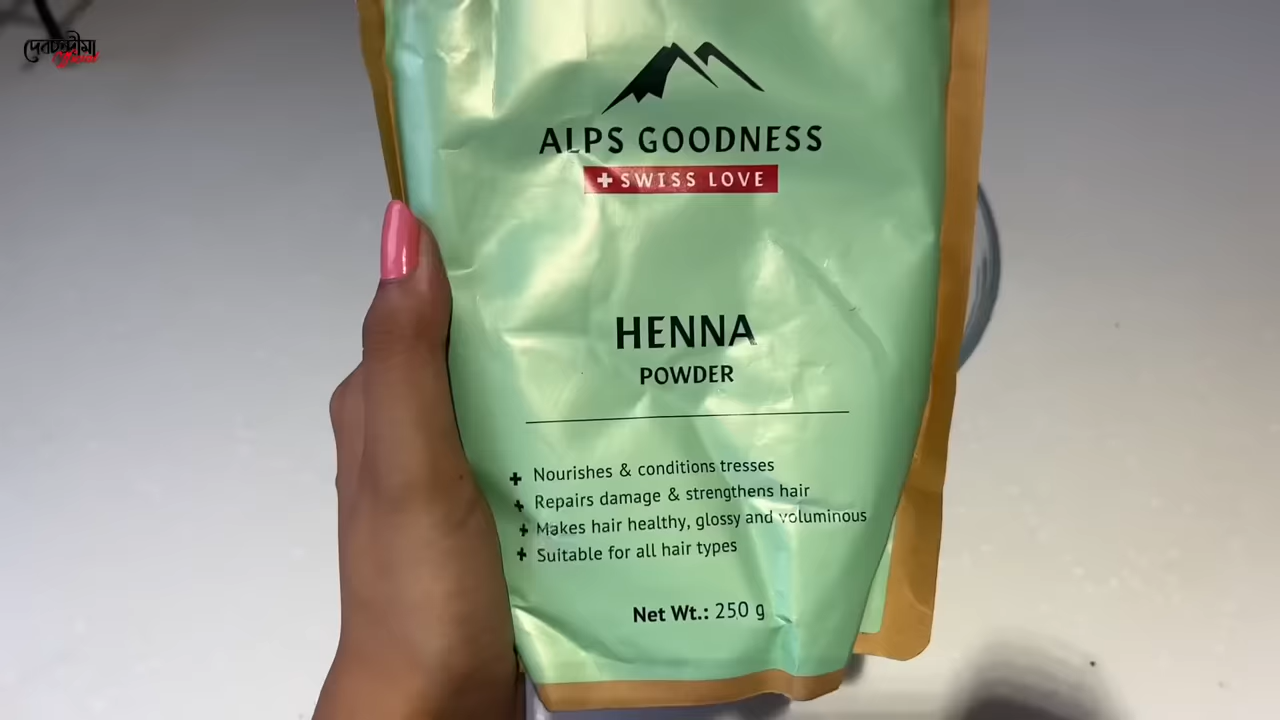 দেবচন্দ্রীমা
ALPS GOODNESS
+ SWISS LOVE
HENNA
POWDER
+ Nourishes & conditions tresses
+ Repairs damage & strengthens hair
+ Makes hair healthy, glossy and voluminous
+ Suitable for all hair types
Net Wt.: 250 g